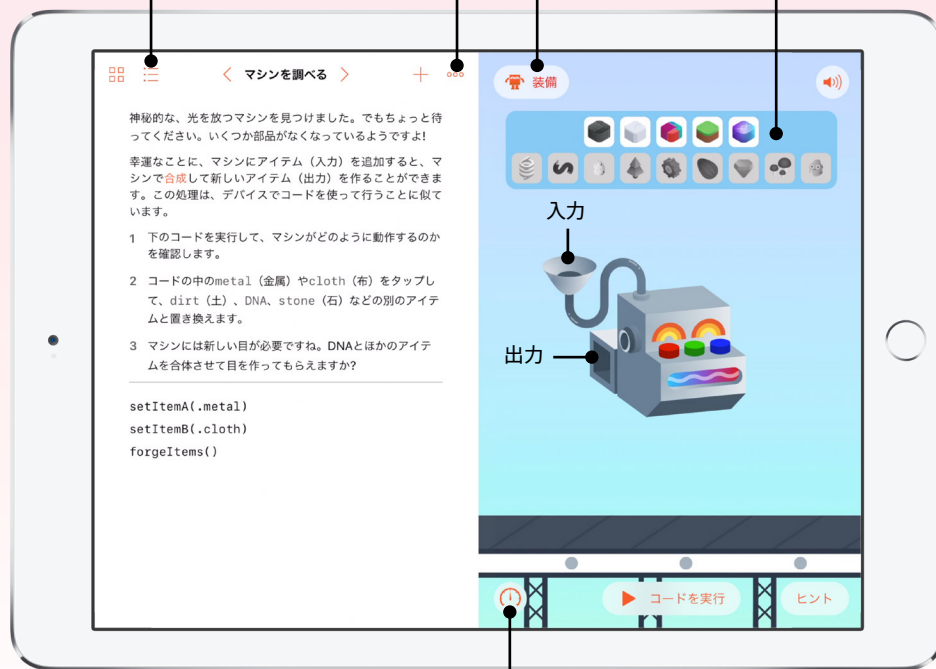 マシンを調べる
装備
神秘的な、光を放つマシンを見つけました。でもちょっと待
ってください。いくつか部品がなくなっているようですよ!
幸運なことに、マシンにアイテム（入力）を追加すると、マ
シンで合成して新しいアイテム（出力）を作ることができま
す。この処理は、デバイスでコードを使って行うことに似て
います。
1 下のコードを実行して、マシンがどのように動作するのか
を確認します。
2 コードの中のmetal（金属）やcloth（布）をタップし
て、dirt（土）、DNA、stone（石）などの別のアイテ
ムと置き換えます。
3 マシンには新しい目が必要ですね。DNAとほかのアイテ
ムを合体させて目を作ってもらえますか?
setItemA(.metal)
setItemB(.cloth)
forgeItems()
入力
出力
コードを実行
ヒント